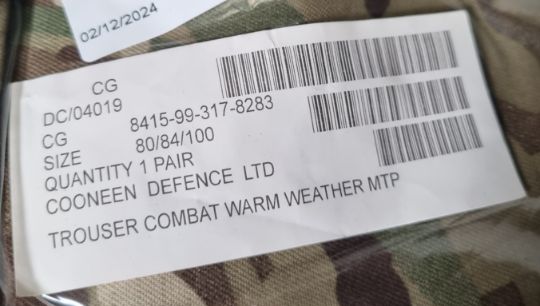 02/12/2024
CG
DC/04019
CG 8415-99-317-8283
SIZE 80/84/100
QUANTITY 1 PAIR
COONEEN DEFENCE LTD
TROUSER COMBAT WARM WEATHER MTP